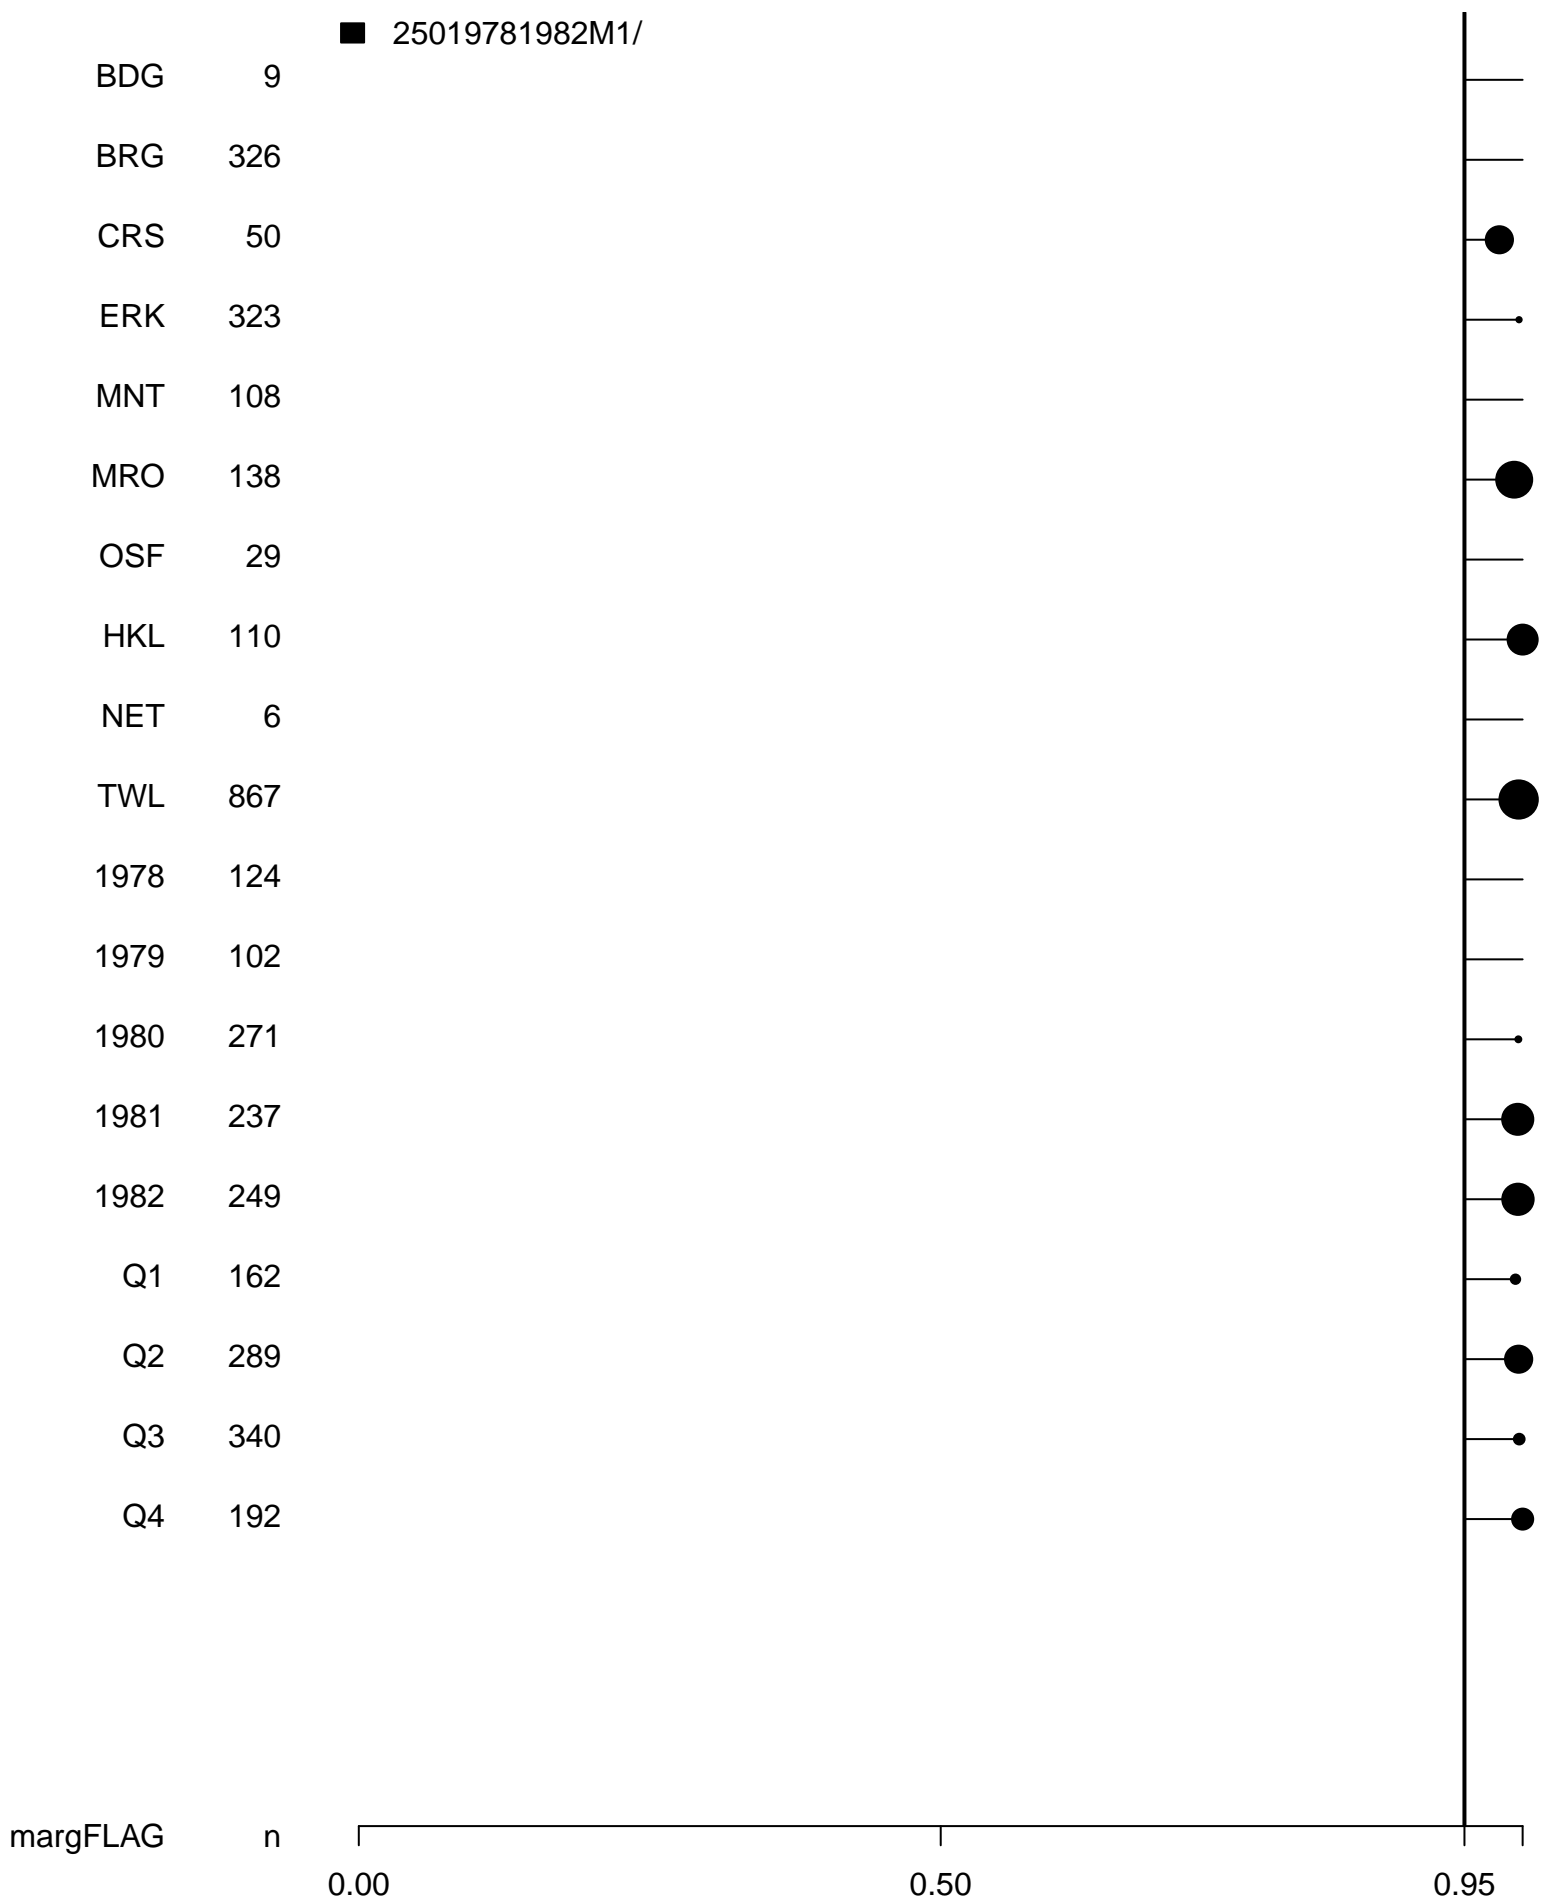 25019781982M1/
BDG 9
BRG 326
CRS 50
ERK 323
MNT 108
MRO 138
OSF 29
HKL 110
NET 6
TWL 867
1978 124
1979 102
1980 271
1981 237
1982 249
Q1 162
Q2 289
Q3 340
Q4 192
margFLAG n
0.00 0.50 0.95